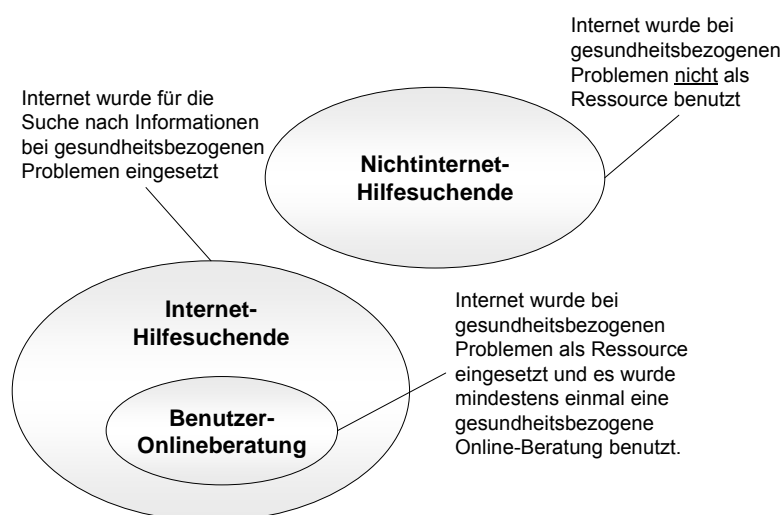 Internet wurde bei
gesundheitsbezogenen
Problemen nicht als
Ressource benutzt
Internet wurde für die
Suche nach Informationen
bei gesundheitsbezogenen
Problemen eingesetzt
Nichtinternet-
Hilfesuchende
Internet-
Hilfesuchende
Internet wurde bei
gesundheitsbezogenen
Problemen als Ressource
eingesetzt und es wurde
mindestens einmal eine
gesundheitsbezogene
Online-Beratung benutzt.
Benutzer-
Onlineberatung